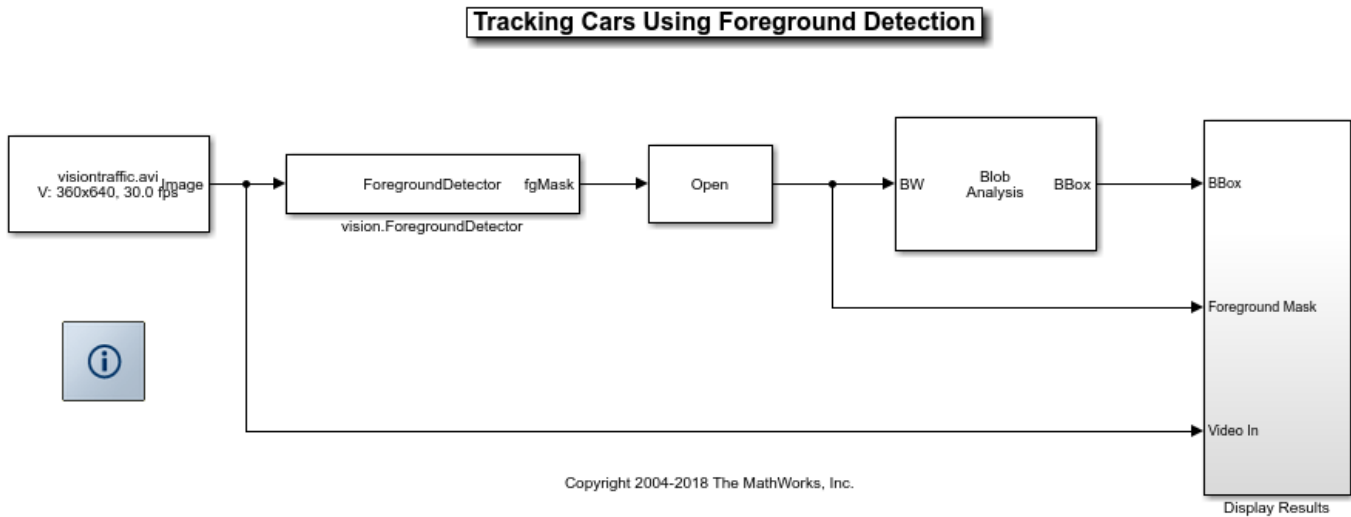 Tracking Cars Using Foreground Detection
visiontraffic.avi
V: 360x640, 30.0 fps
Image
ForegroundDetector
fgMask
vision.ForegroundDetector
Open
BW
Blob
Analysis
BBox
BBox
Foreground Mask
Video In
Display Results
i
Copyright 2004-2018 The MathWorks, Inc.